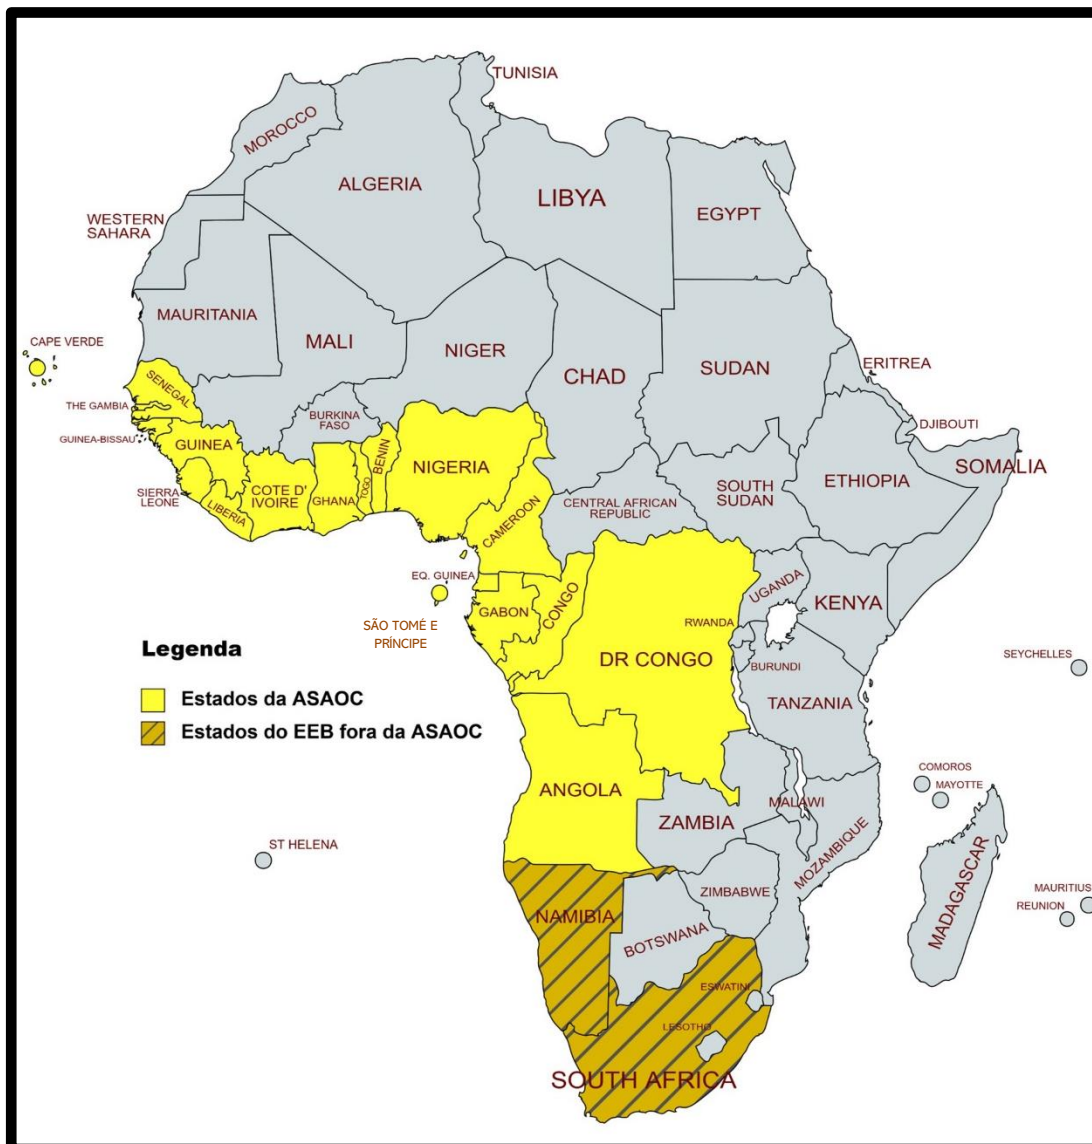 TUNISIA
MOROCCO
ALGERIA
LIBYA
EGYPT
WESTERN
SAHARA
MAURITANIA
MALI
NIGER
CHAD
SUDAN
ERITREA
CAPE VERDE
SENEGAL
THE GAMBIA
BURKINA
FASO
DJIBOUTI
GUINEA-BISSAU
GUINEA
BENIN
NIGERIA
SOMALIA
ETHIOPIA
SOUTH
SUDAN
SIERRA
LEONE
LIBERIA
COTE D'
IVOIRE
GHANA
TOGO
CAMEROON
CENTRAL AFRICAN
REPUBLIC
EQ. GUINEA
GABON
CONGO
UGANDA
KENYA
RWANDA
SÃO TOMÉ E
PRÍNCIPE
DR CONGO
BURUNDI
SEYCHELLES
TANZANIA
Legenda
Estados da ASAOC
Estados do EEB fora da ASAOC
COMOROS
MAYOTTE
ANGOLA
MALAWI
ZAMBIA
MOZAMBIQUE
ST HELENA
MADAGASCAR
ZIMBABWE
MAURITIUS
REUNION
NAMIBIA
BOTSWANA
ESWATINI
LESOTHO
SOUTH AFRICA